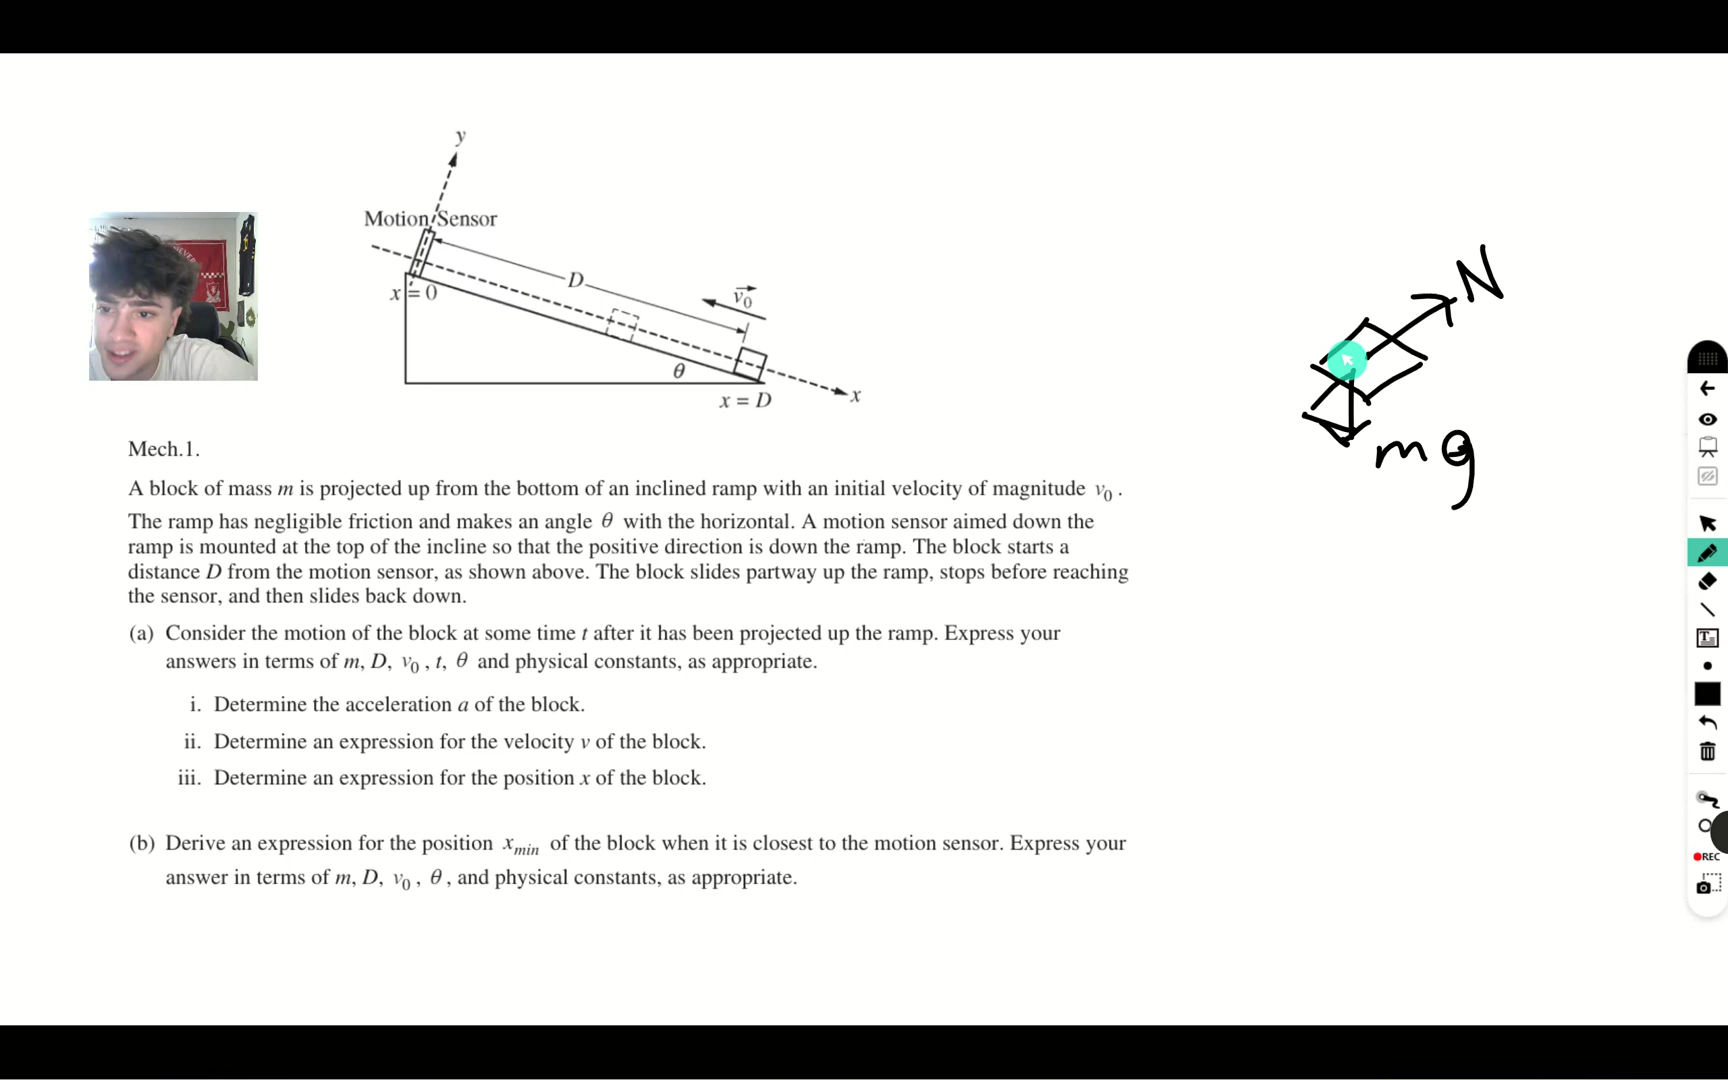 y
Motion Sensor
D
v₀
x = 0
θ
x = D
x
N
mg
Mech.1.
A block of mass m is projected up from the bottom of an inclined ramp with an initial velocity of magnitude v₀ .
The ramp has negligible friction and makes an angle θ with the horizontal. A motion sensor aimed down the
ramp is mounted at the top of the incline so that the positive direction is down the ramp. The block starts a
distance D from the motion sensor, as shown above. The block slides partway up the ramp, stops before reaching
the sensor, and then slides back down.
(a) Consider the motion of the block at some time t after it has been projected up the ramp. Express your
answers in terms of m, D, v₀ , t, θ and physical constants, as appropriate.
i. Determine the acceleration a of the block.
ii. Determine an expression for the velocity v of the block.
iii. Determine an expression for the position x of the block.
(b) Derive an expression for the position xmin of the block when it is closest to the motion sensor. Express your
answer in terms of m, D, v₀ , θ , and physical constants, as appropriate.
T
REC